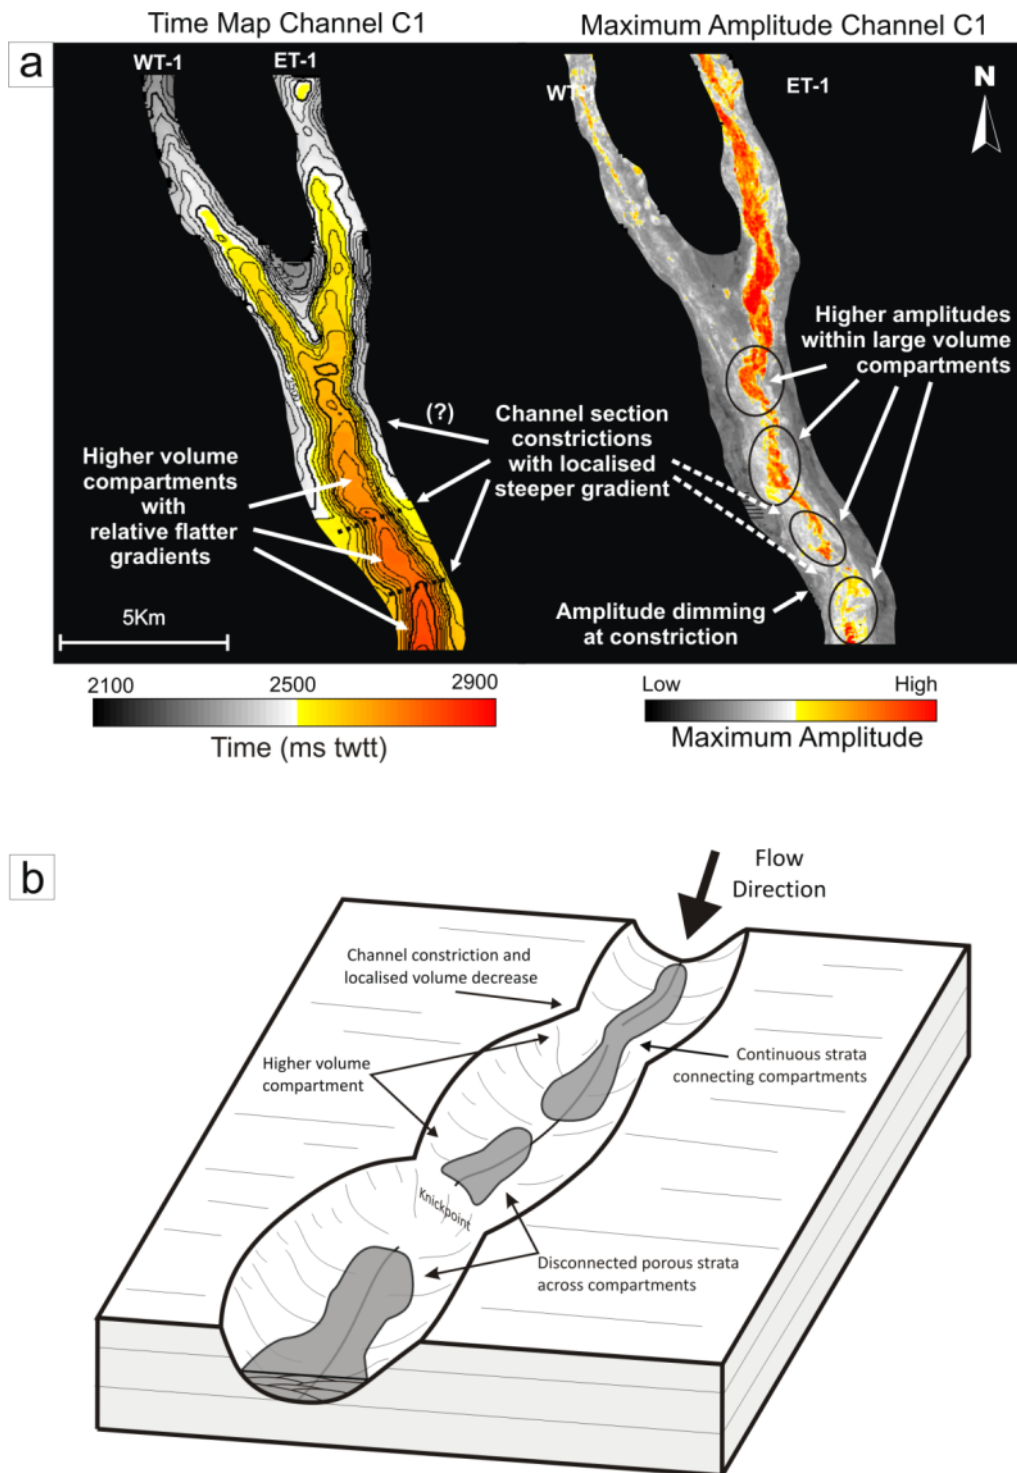 Time Map Channel C1
Maximum Amplitude Channel C1
a
WT-1
ET-1
WT-1
ET-1
N
Higher amplitudes
within large volume
compartments
(?)
Channel section
constrictions
with localised
steeper gradient
Higher volume
compartments
with
relative flatter
gradients
Amplitude dimming
at constriction
5Km
2100
2500
2900
Time (ms twtt)
Low
High
Maximum Amplitude
b
Flow
Direction
Channel constriction and
localised volume decrease
Higher volume
compartment
Continuous strata
connecting compartments
Knickpoint
Disconnected porous strata
across compartments